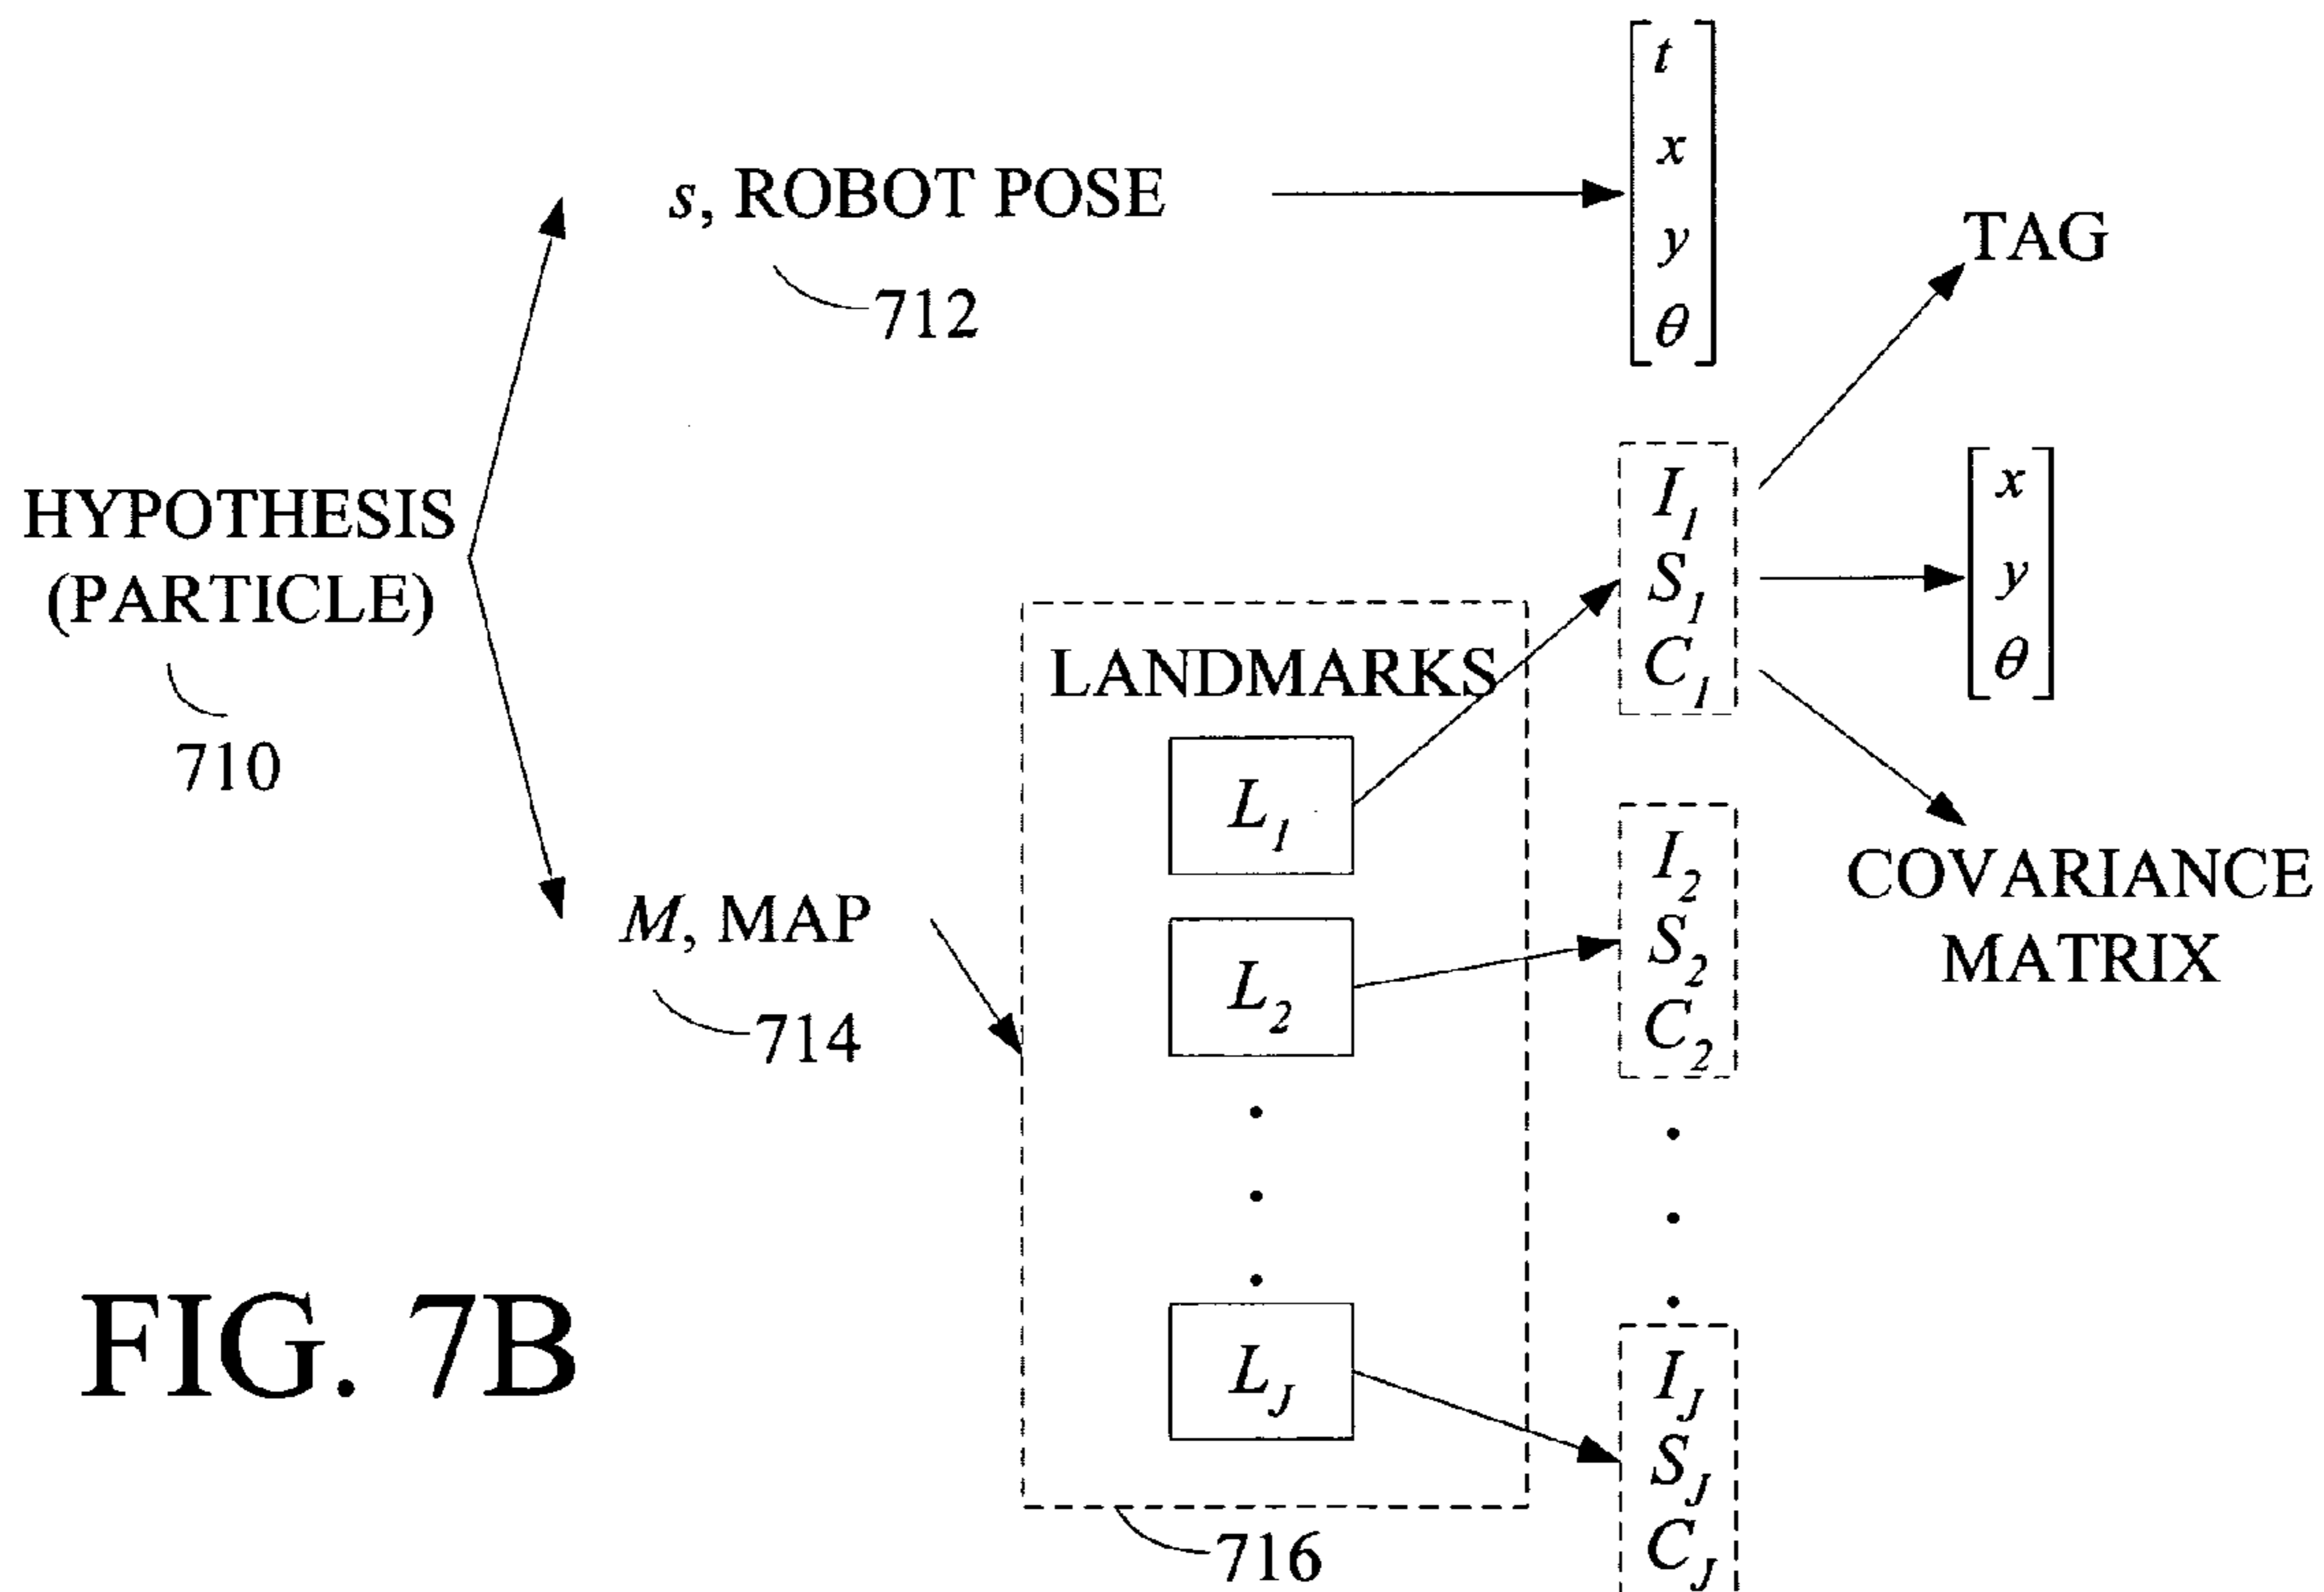 t
x
y
θ
s, ROBOT POSE
712
TAG
HYPOTHESIS
(PARTICLE)
710
I1
S1
C1
x
y
θ
LANDMARKS
L1
L2
LJ
M, MAP
714
I2
S2
C2
COVARIANCE
MATRIX
IJ
SJ
CJ
716
FIG. 7B